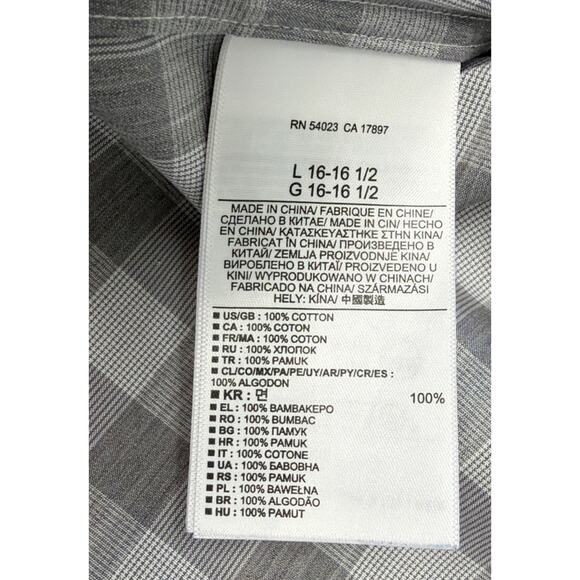 RN 54023 CA 17897
L 16-16 1/2
G 16-16 1/2
MADE IN CHINA/ FABRIQUE EN CHINE/
СДЕЛАНО В КИТАЕ/ MADE IN CIN/ HECHO
EN CHINA/ ΚΑΤΑΣΚΕΥΑΣΤΗΚΕ ΣΤΗΝ ΚΙΝΑ/
FABRICAT ÎN CHINA/ ПРОИЗВЕДЕНО В
КИТАЙ/ ZEMLJA PROIZVODNJE KINA/
ВИРОБЛЕНО В КИТАЇ/ PROIZVEDENO U
KINI/ WYPRODUKOWANO W CHINACH/
FABRICADO NA CHINA/ SZÁRMAZÁSI
HELY: KÍNA/ 中國製造
■ US/GB : 100% COTTON
■ CA : 100% COTON
■ FR/MA : 100% COTON
■ RU : 100% ХЛОПОК
■ TR : 100% PAMUK
■ CL/CO/MX/PA/PE/UY/AR/PY/CR/ES :
100% ALGODON
■ KR : 면 100%
■ EL : 100% ΒΑΜΒΑΚΕΡΟ
■ RO : 100% BUMBAC
■ BG : 100% ПАМУК
■ HR : 100% PAMUK
■ IT : 100% COTONE
■ UA : 100% БАВОВНА
■ RS : 100% PAMUK
■ PL : 100% BAWEŁNA
■ BR : 100% ALGODÃO
■ HU : 100% PAMUT